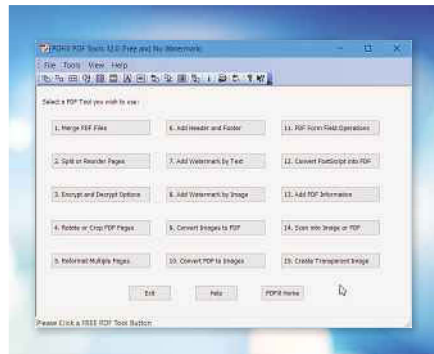 PDFill PDF Tools 12.0 (Free and No Watermark)
File Tools View Help
Select a PDF Tool you wish to use:
1. Merge PDF Files
6. Add Header and Footer
11. PDF Form Field Operations
2. Split or Reorder Pages
7. Add Watermark by Text
12. Convert PostScript into PDF
3. Encrypt and Decrypt Options
8. Add Watermark by Image
13. Add PDF Information
4. Rotate or Crop PDF Pages
9. Convert Images to PDF
14. Scan into Image or PDF
5. Reformat Multiple Pages
10. Convert PDF to Images
15. Create Transparent Image
Exit
Help
PDFill Home
Please Click a FREE PDF Tool Button